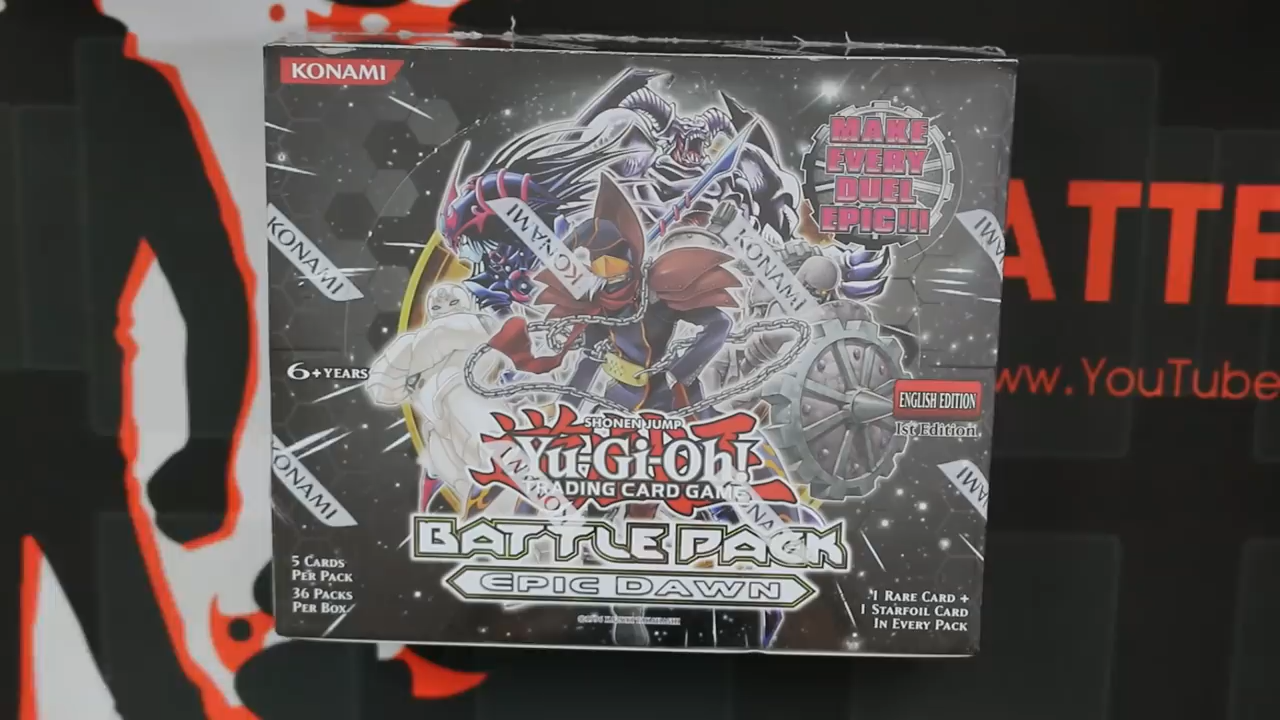 KONAMI
MAKE
EVERY
DUEL
EPIC!!!
KONAMI
KONAMI
KONAMI
AMI
ATTE
6+YEARS
www.YouTube
ENGLISH EDITION
1st Edition
SHONEN JUMP
Yu-Gi-Oh!
TRADING CARD GAME
KONAMI
AMI
BATTLE PACK
EPIC DAWN
5 CARDS
PER PACK
36 PACKS
PER BOX
1 RARE CARD +
1 STARFOIL CARD
IN EVERY PACK